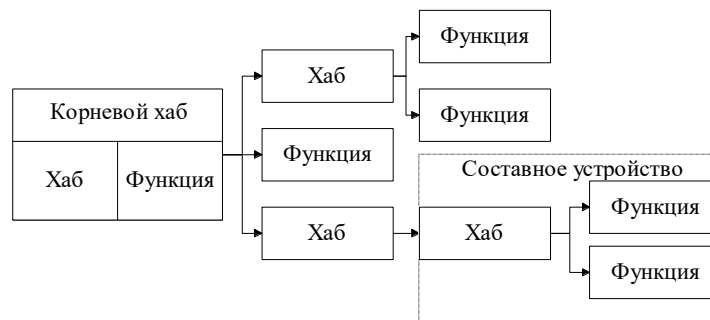 Корневой хаб
Хаб
Функция
Хаб
Функция
Хаб
Функция
Функция
Составное устройство
Хаб
Функция
Функция